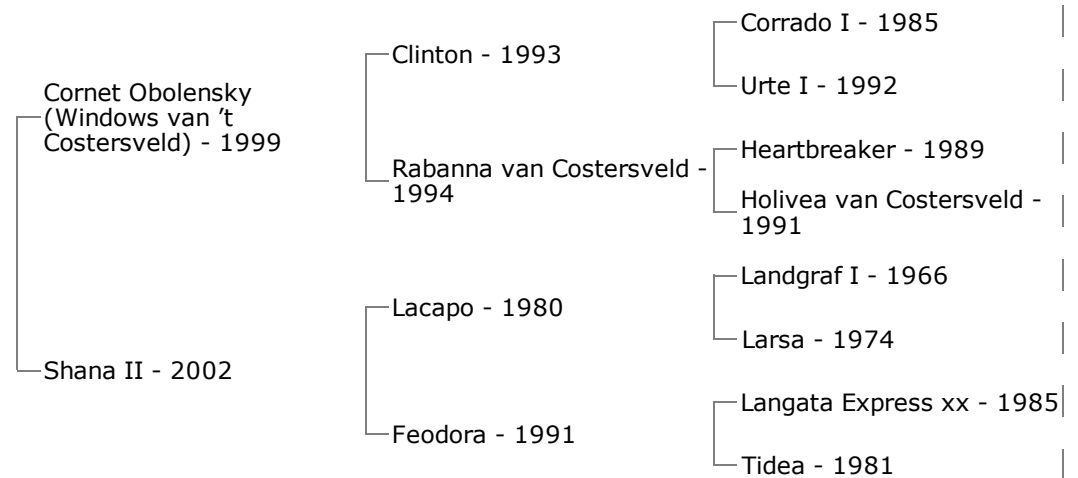 Corrado I - 1985
Clinton - 1993
Urte I - 1992
Cornet Obolensky
(Windows van ’t
Costersveld) - 1999
Heartbreaker - 1989
Rabanna van Costersveld -
1994
Holivea van Costersveld -
1991
Landgraf I - 1966
Lacapo - 1980
Larsa - 1974
Shana II - 2002
Langata Express xx - 1985
Feodora - 1991
Tidea - 1981